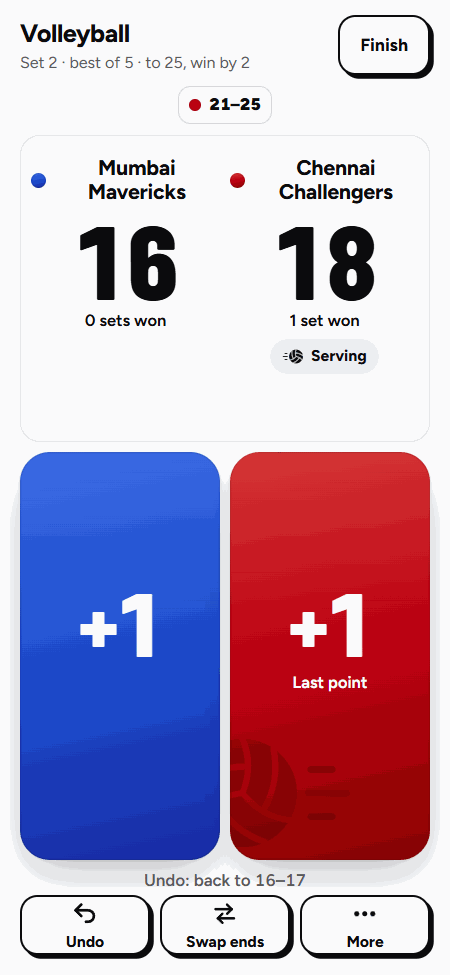 Volleyball
Set 2 · best of 5 · to 25, win by 2
Finish
21–25
Mumbai
Mavericks
Chennai
Challengers
16
18
0 sets won
1 set won
Serving
+1
+1
Last point
Undo: back to 16–17
Undo
Swap ends
More